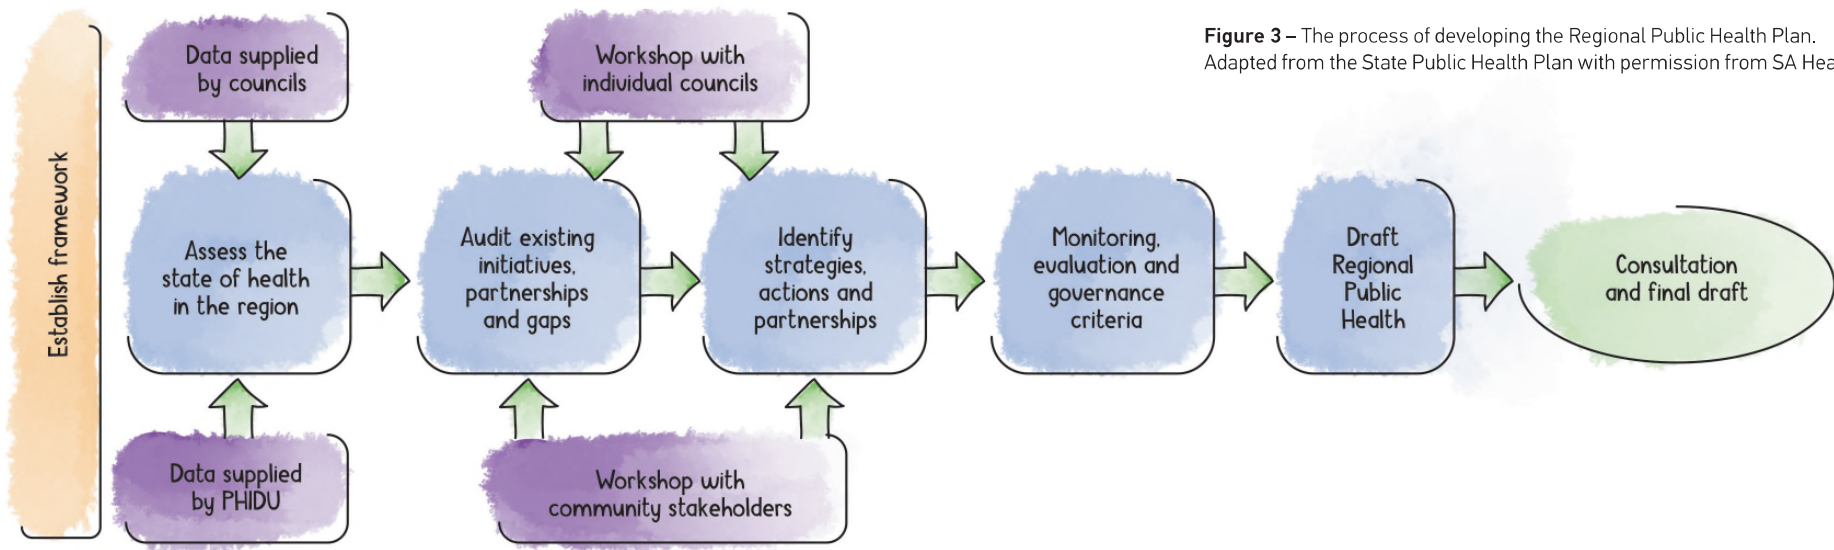 Figure 3 – The process of developing the Regional Public Health Plan.
Adapted from the State Public Health Plan with permission from SA
Establish framework
Data supplied
by councils
Workshop with
individual councils
Assess the
state of health
in the region
Audit existing
initiatives,
partnerships
and gaps
Identify
strategies,
actions and
partnerships
Monitoring,
evaluation and
governance
criteria
Draft
Regional
Public
Health
Consultation
and final draft
Data supplied
by PHIDU
Workshop with
community stakeholders